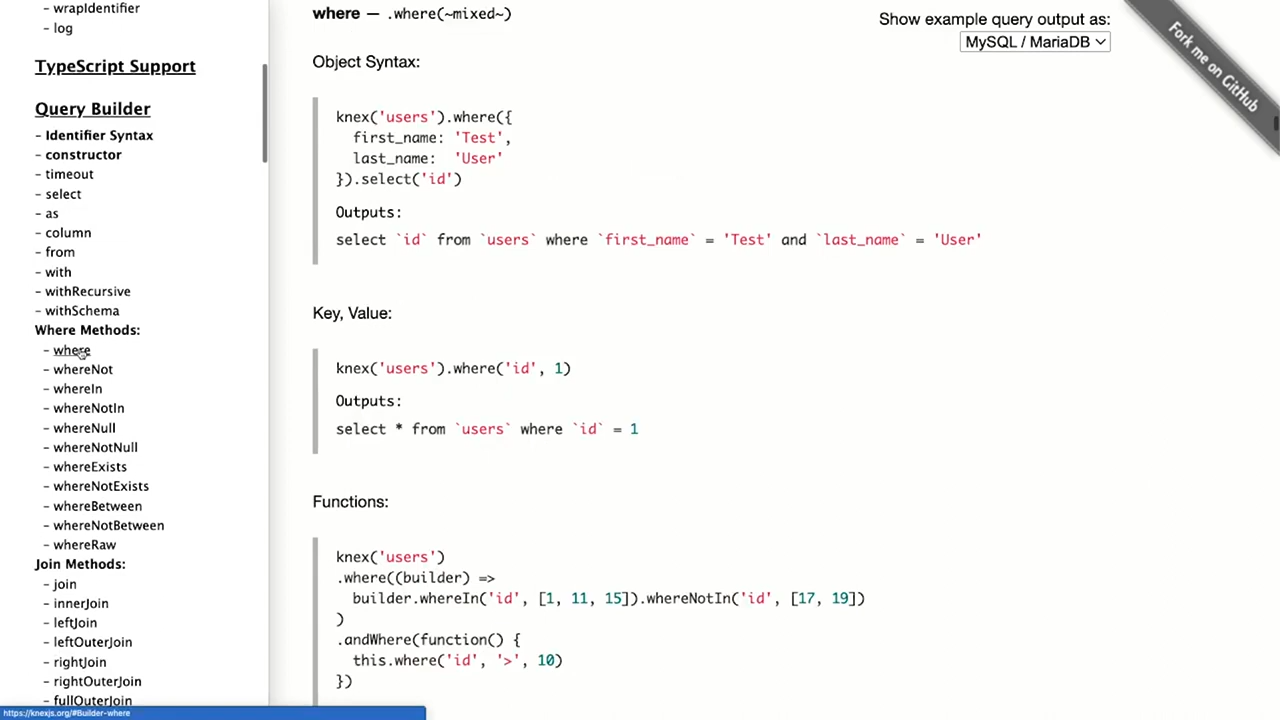 - wrapIdentifier
- log
TypeScript Support
Query Builder
- Identifier Syntax
- constructor
- timeout
- select
- as
- column
- from
- with
- withRecursive
- withSchema
Where Methods:
- where
- whereNot
- whereIn
- whereNotIn
- whereNull
- whereNotNull
- whereExists
- whereNotExists
- whereBetween
- whereNotBetween
- whereRaw
Join Methods:
- join
- innerJoin
- leftJoin
- leftOuterJoin
- rightJoin
- rightOuterJoin
- fullOuterJoin
https://knexjs.org/#Builder-where
where — .where(~mixed~)
Show example query output as:
MySQL / MariaDB
Fork me on GitHub
Object Syntax:
knex('users').where({
  first_name: 'Test',
  last_name:  'User'
}).select('id')
Outputs:
select `id` from `users` where `first_name` = 'Test' and `last_name` = 'User'
Key, Value:
knex('users').where('id', 1)
Outputs:
select * from `users` where `id` = 1
Functions:
knex('users')
.where((builder) =>
  builder.whereIn('id', [1, 11, 15]).whereNotIn('id', [17, 19])
)
.andWhere(function() {
  this.where('id', '>', 10)
})